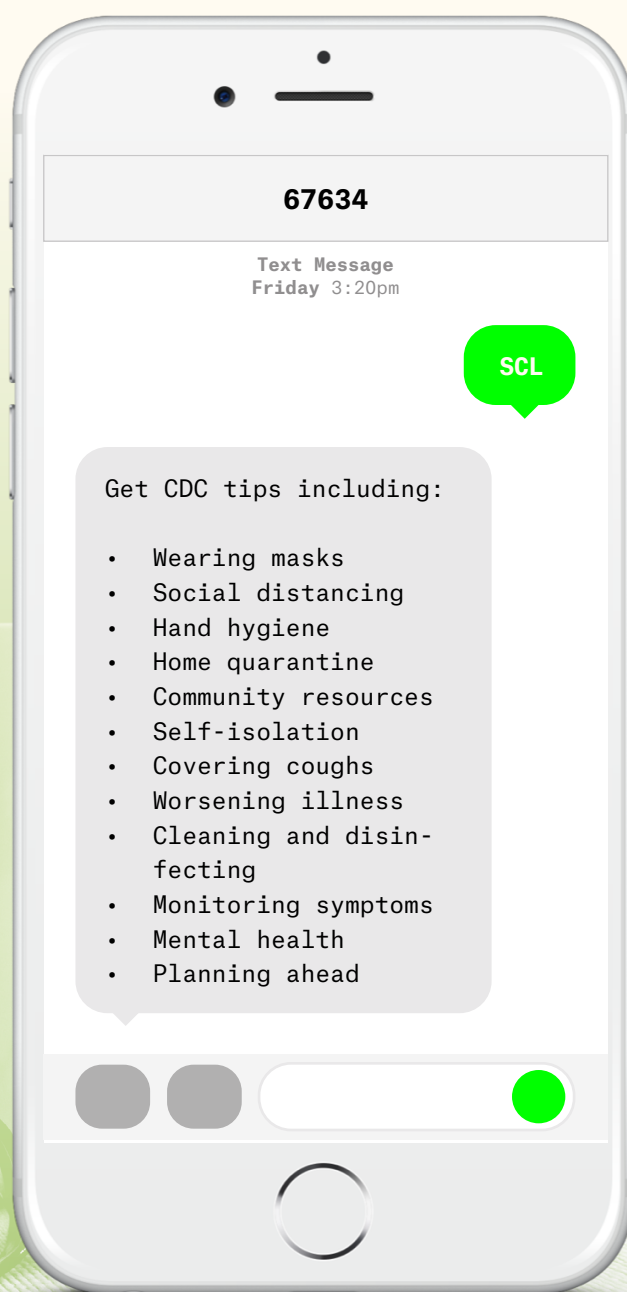 67634
Text Message
Friday 3:20pm
SCL
Get CDC tips including:
• Wearing masks
• Social distancing
• Hand hygiene
• Home quarantine
• Community resources
• Self-isolation
• Covering coughs
• Worsening illness
• Cleaning and disin-
fecting
• Monitoring symptoms
• Mental health
• Planning ahead